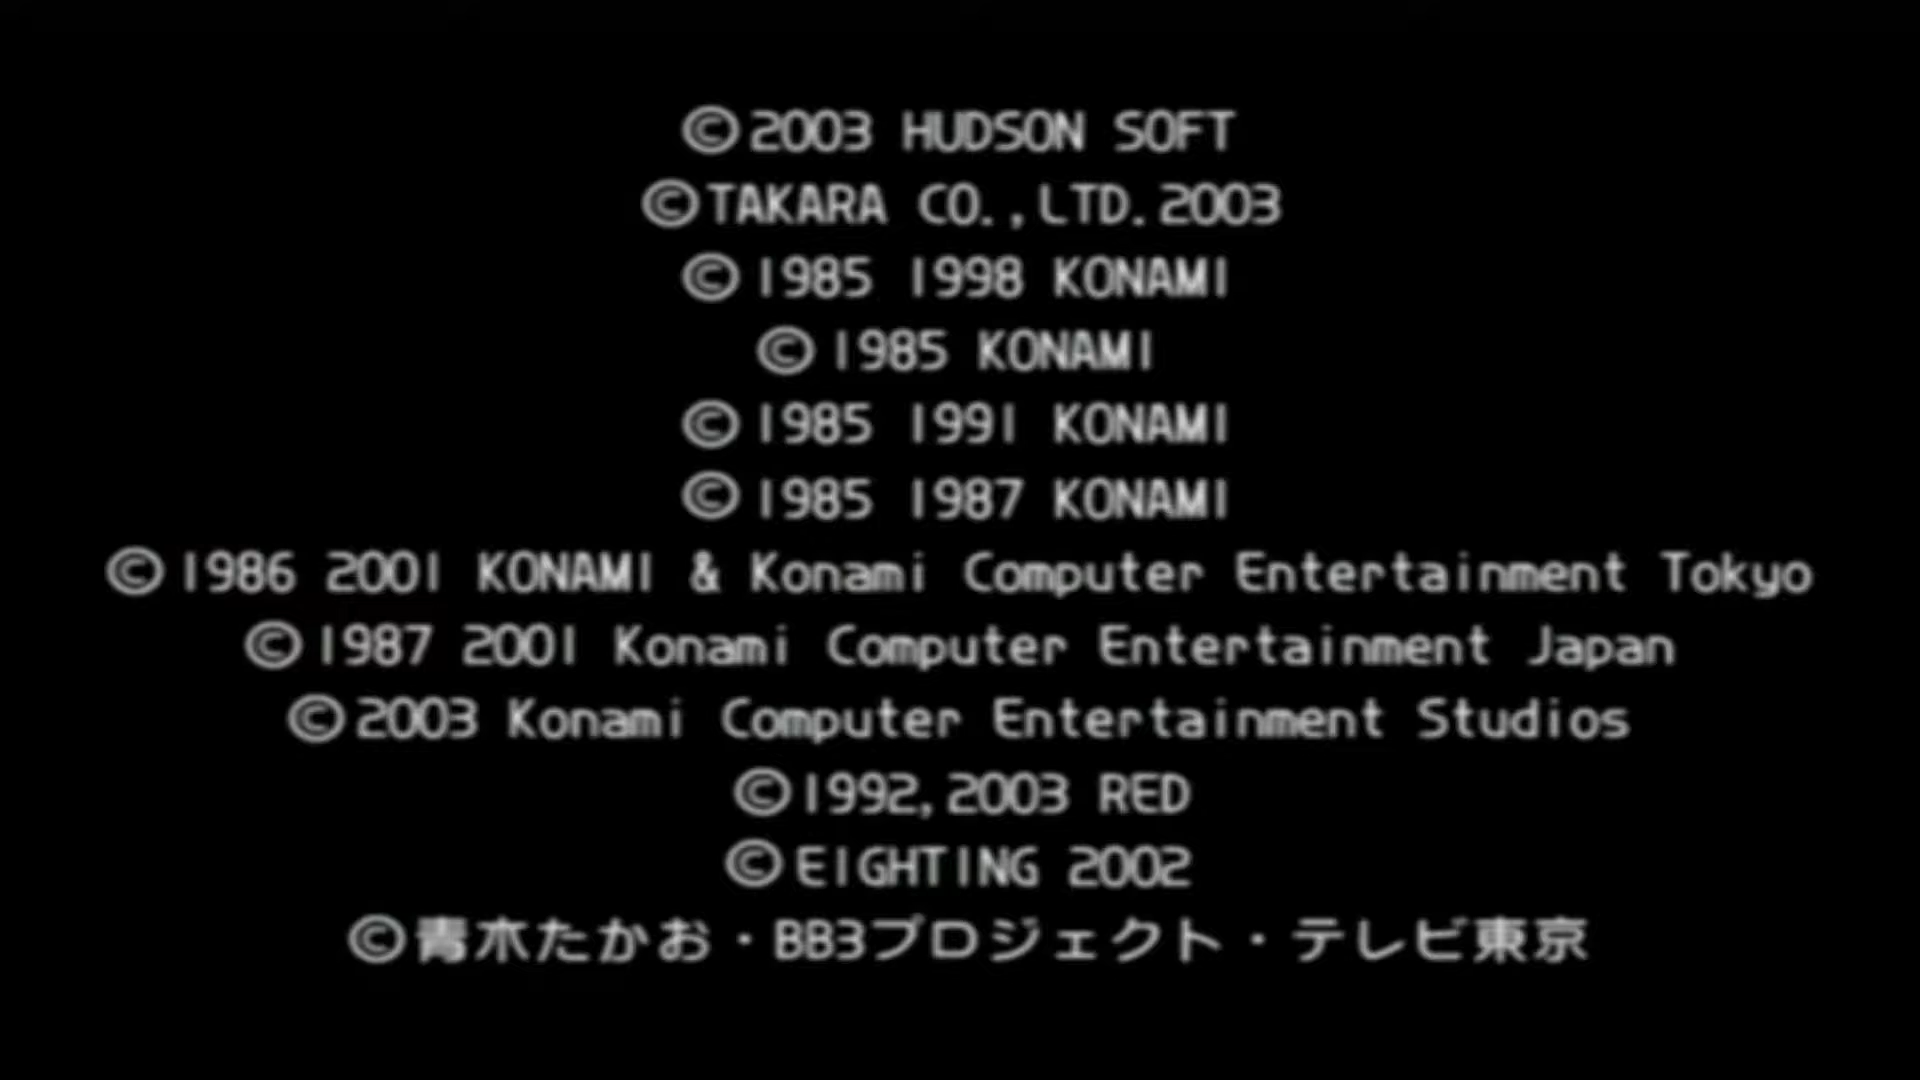 ©2003 HUDSON SOFT
©TAKARA CO.,LTD.2003
©1985 1998 KONAMI
©1985 KONAMI
©1985 1991 KONAMI
©1985 1987 KONAMI
©1986 2001 KONAMI & Konami Computer Entertainment Tokyo
©1987 2001 Konami Computer Entertainment Japan
©2003 Konami Computer Entertainment Studios
©1992,2003 RED
©EIGHTING 2002
©青木たかお・BB3プロジェクト・テレビ東京